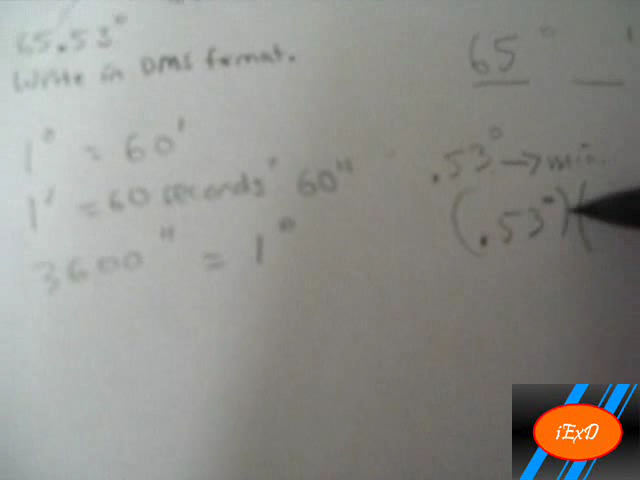 65.53°
Write in DMS format.
65° __ '
1° = 60'
1' = 60 seconds" 60"
3600" = 1°
.53° → min.
(.53°)(
iExD